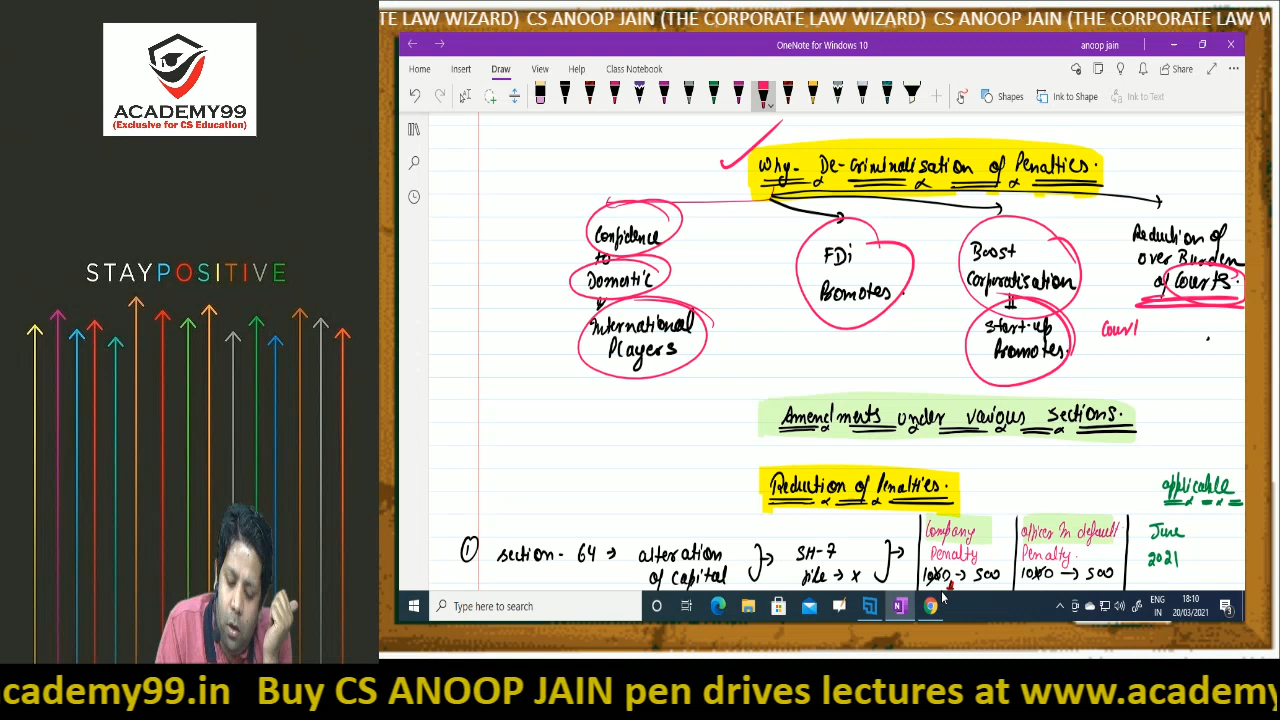 TE LAW WIZARD) CS ANOOP JAIN (THE CORPORATE LAW WIZARD) CS ANOOP JAIN (THE CORPORATE LAW WIZ
ACADEMY99
(Exclusive for CS Education)
STAYPOSITIVE
OneNote for Windows 10
anoop jain
Home Insert Draw View Help Class Notebook
Share
Shapes
Ink to Shape
Ink to Text
Why- De-Criminalisation of Penalties.
Confidence
to
Domestic
International
Players
FDi
Promotes.
Boost
Corporatisation
Start-up
Promotes.
Reduction of
over Burden
of Courts.
Court
Amendments under various sections.
Reduction of Penalties.
applicable
June
2021
① section- 64 → alteration
of capital
SH-7
file → x
Company
Penalty
1000 → 500
officer in default
Penalty.
1000 → 500
Type here to search
ENG
IN
18:10
20/03/2021
3
cademy99.in Buy CS ANOOP JAIN pen drives lectures at www.academy